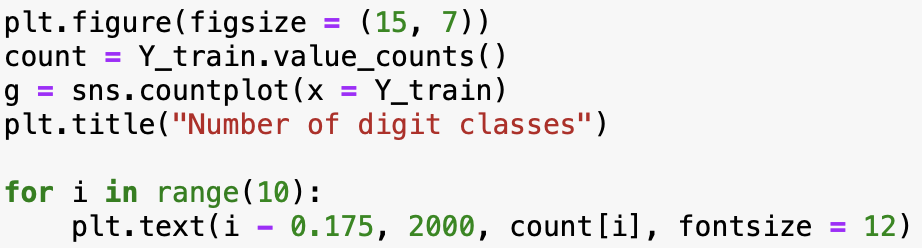 plt.figure(figsize = (15, 7))
count = Y_train.value_counts()
g = sns.countplot(x = Y_train)
plt.title("Number of digit classes")

for i in range(10):
    plt.text(i - 0.175, 2000, count[i], fontsize = 12)